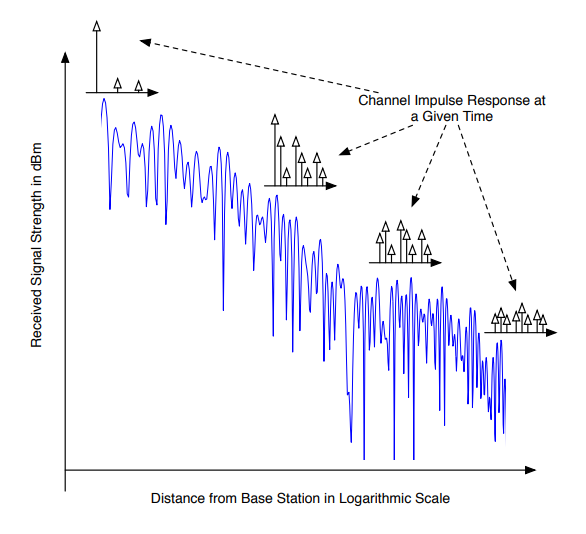 Channel Impulse Response at
a Given Time
Received Signal Strength in dBm
Distance from Base Station in Logarithmic Scale